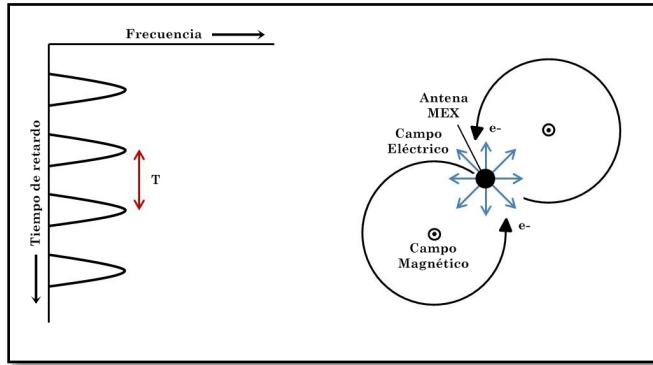 Frecuencia
Tiempo de retardo
T
Antena
MEX
Campo
Eléctrico
e-
e-
Campo
Magnético